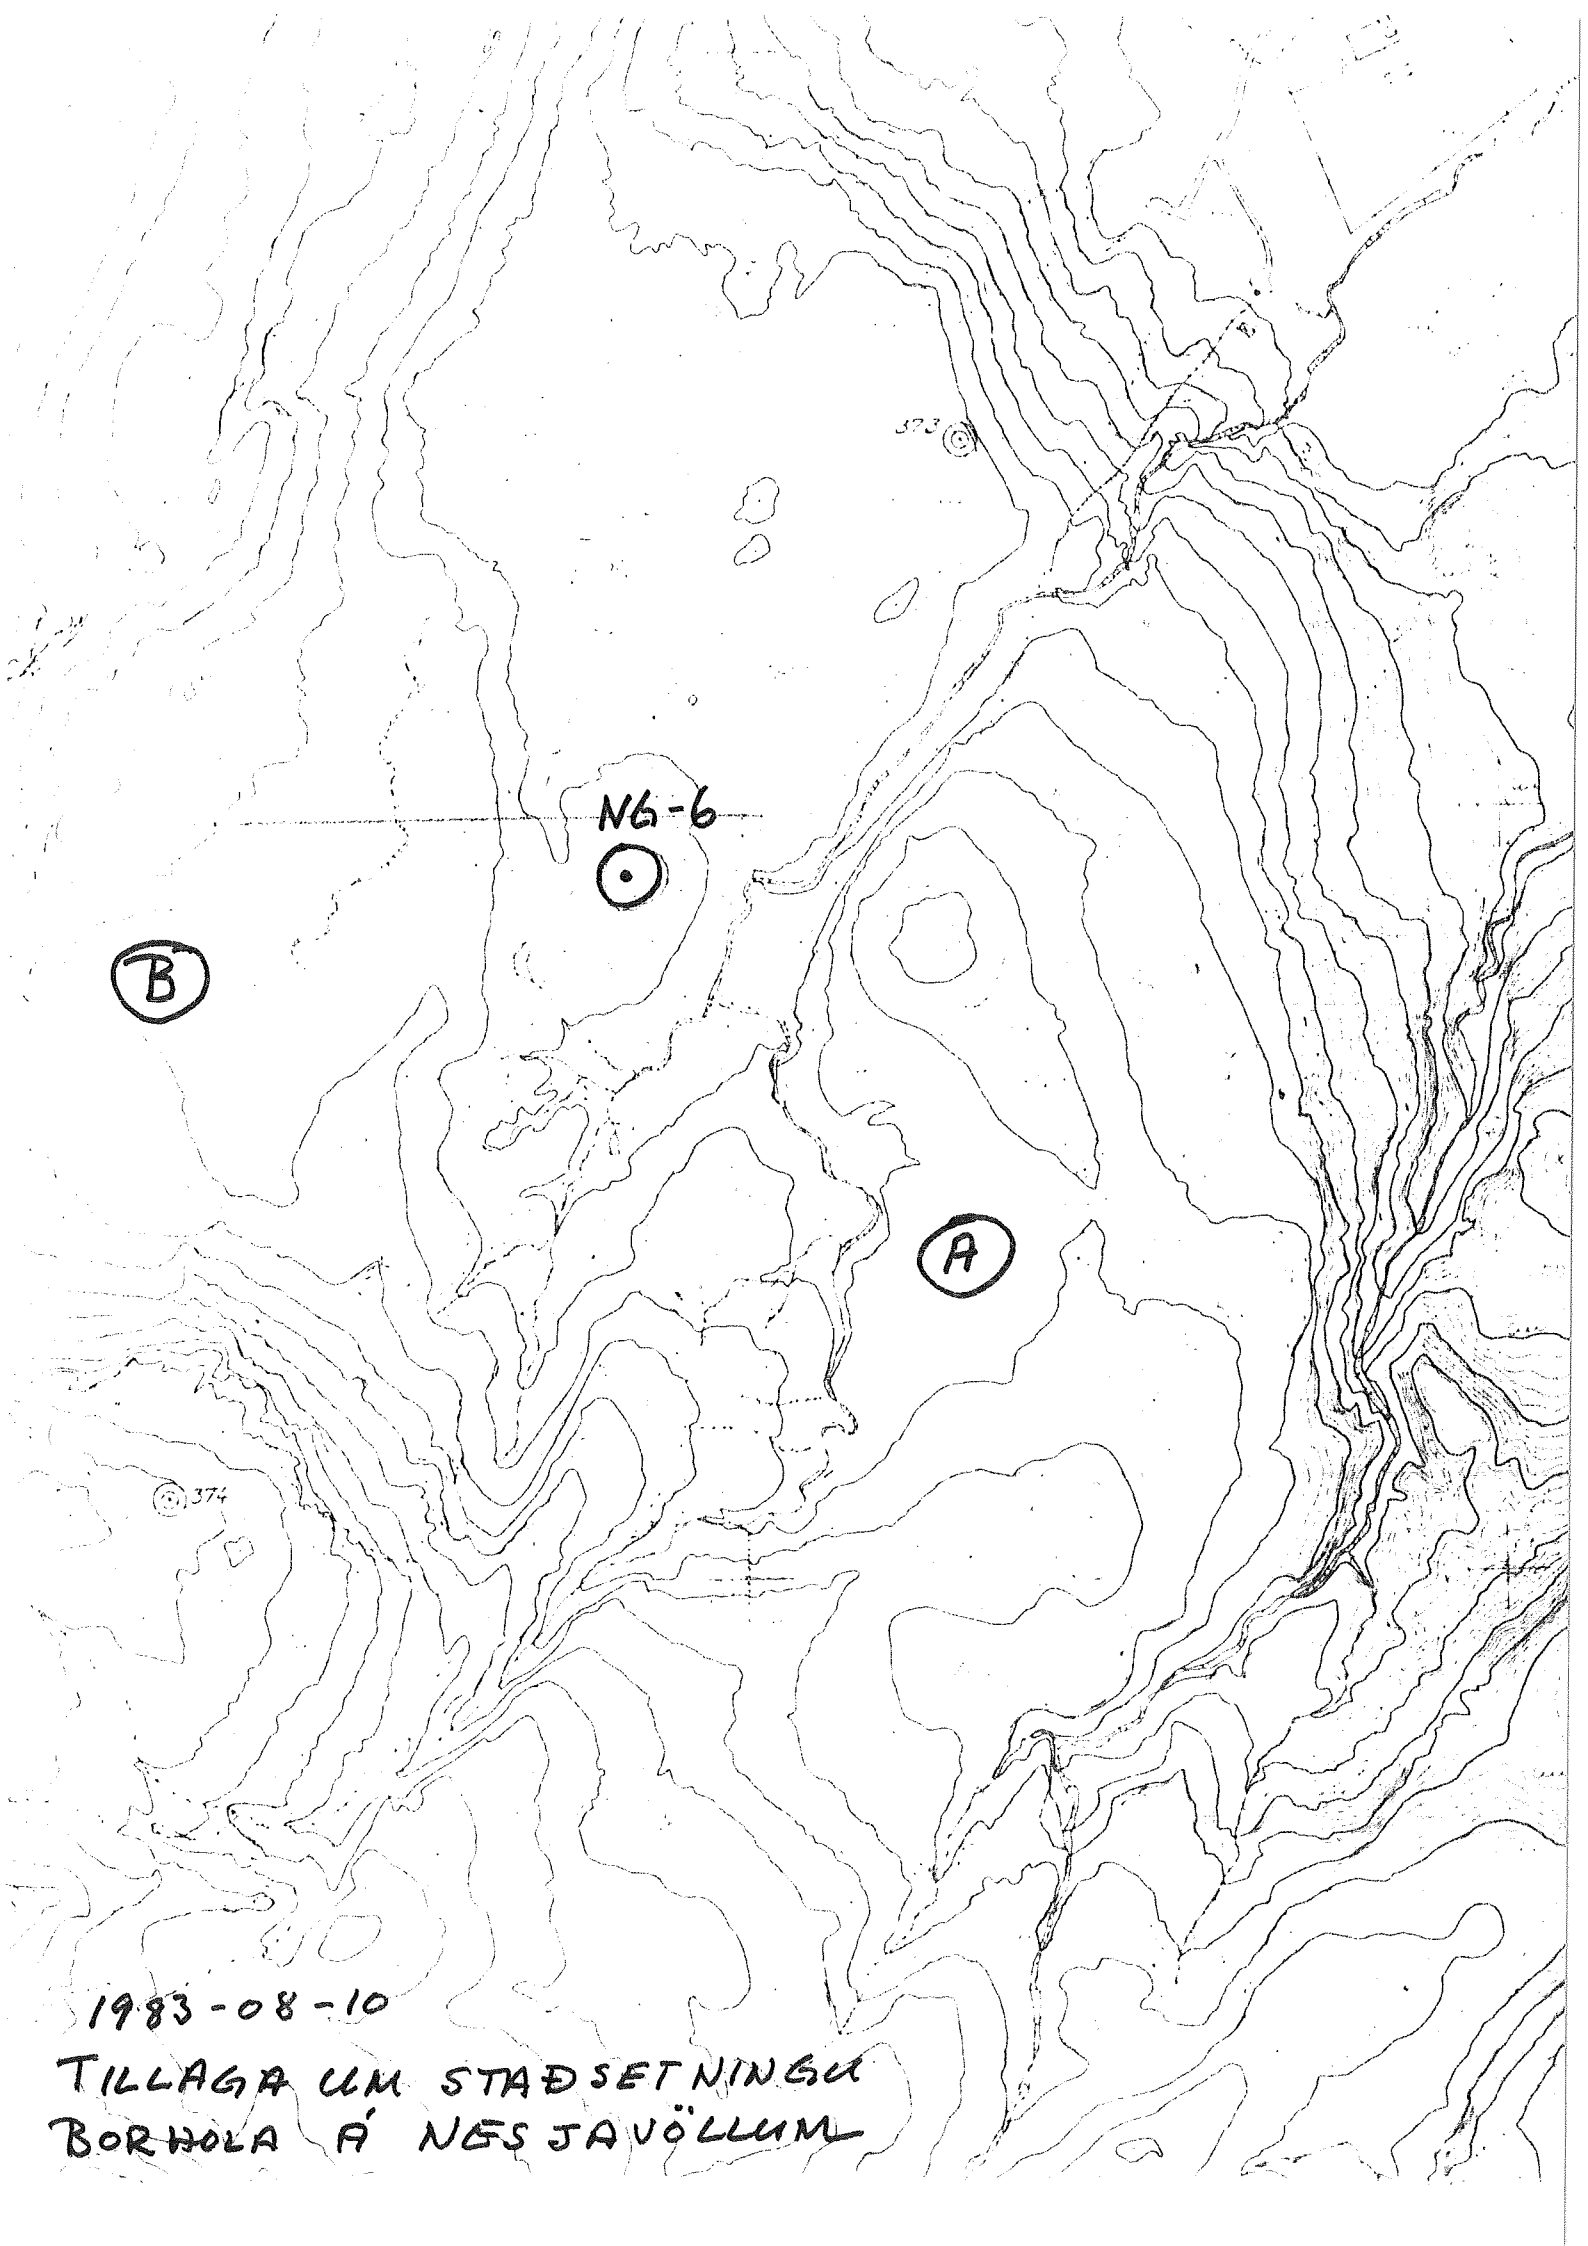 373
NG-6
B
A
374
1983-08-10
TILLAGA UM STAÐSETNINGU
BORHOLA Á NESJAVÖLLUM